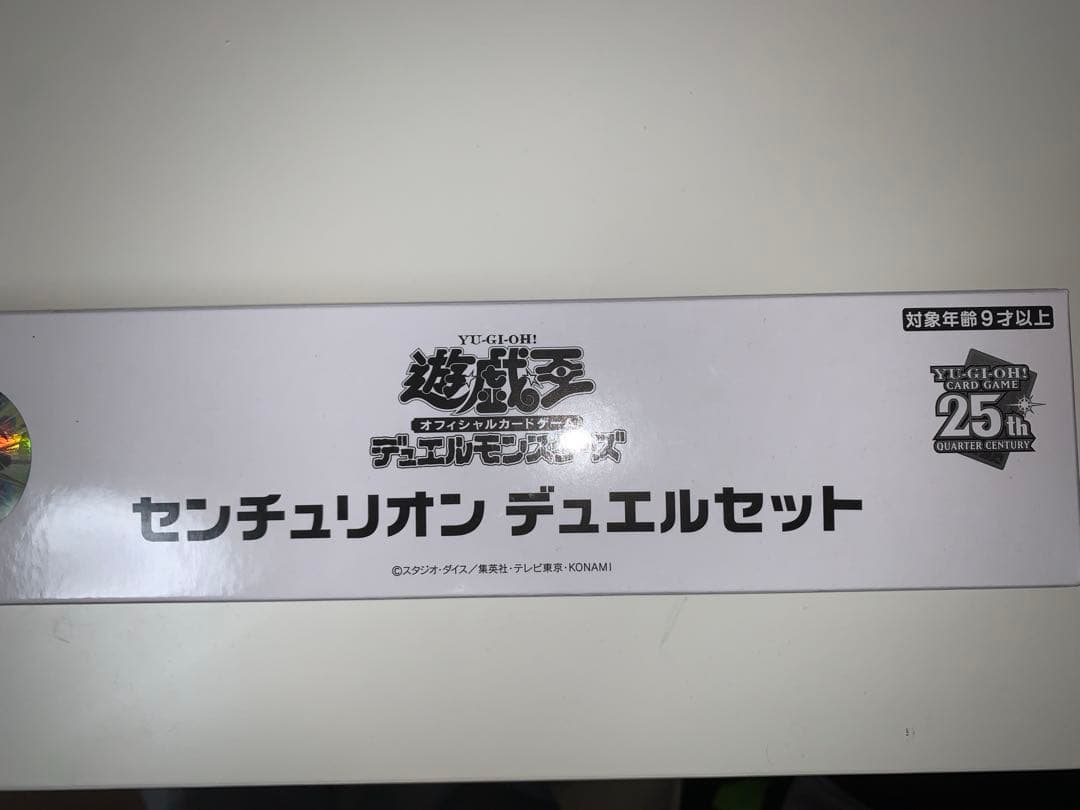 対象年齢9才以上
YU-GI-OH!
遊戯王
オフィシャルカードゲーム
デュエルモンスターズ
YU-GI-OH!
CARD GAME
25th
QUARTER CENTURY
センチュリオン デュエルセット
©スタジオ・ダイス/集英社・テレビ東京・KONAMI